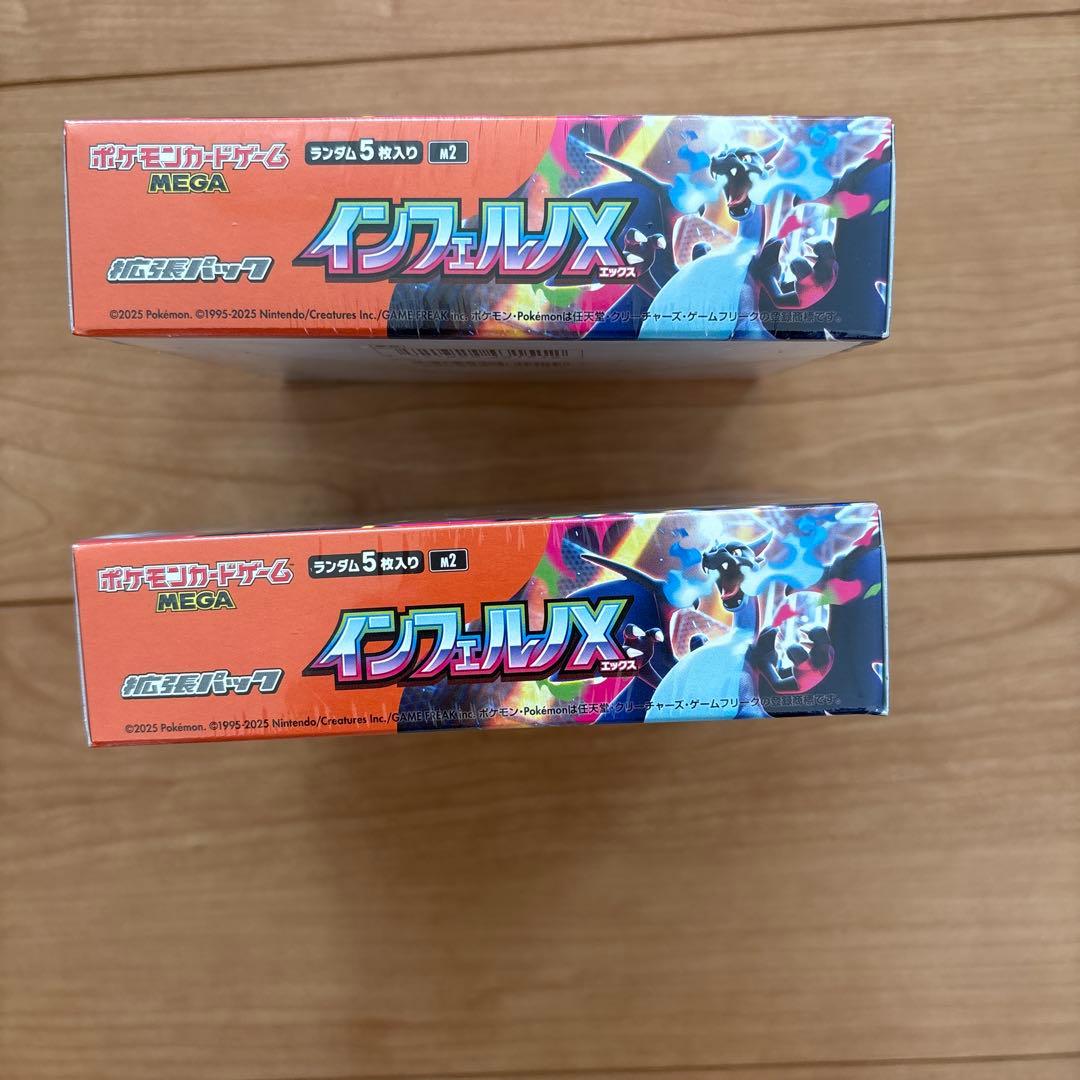 ポケモンカードゲーム
MEGA
ランダム5枚入り
M2
インフェルノX
エックス
拡張パック
©2025 Pokémon. ©1995-2025 Nintendo/Creatures Inc./GAME FREAK inc. ポケモン・Pokémonは任天堂・クリーチャーズ・ゲームフリークの登録商標です。
ポケモンカードゲーム
MEGA
ランダム5枚入り
M2
インフェルノX
エックス
拡張パック
©2025 Pokémon. ©1995-2025 Nintendo/Creatures Inc./GAME FREAK inc. ポケモン・Pokémonは任天堂・クリーチャーズ・ゲームフリークの登録商標です。